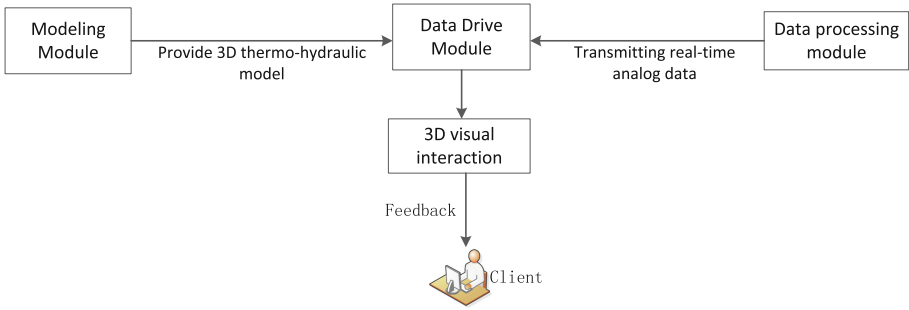 Modeling
Module
Provide 3D thermo-hydraulic
model
Data Drive
Module
Transmitting real-time
analog data
Data processing
module
3D visual
interaction
Feedback
Client